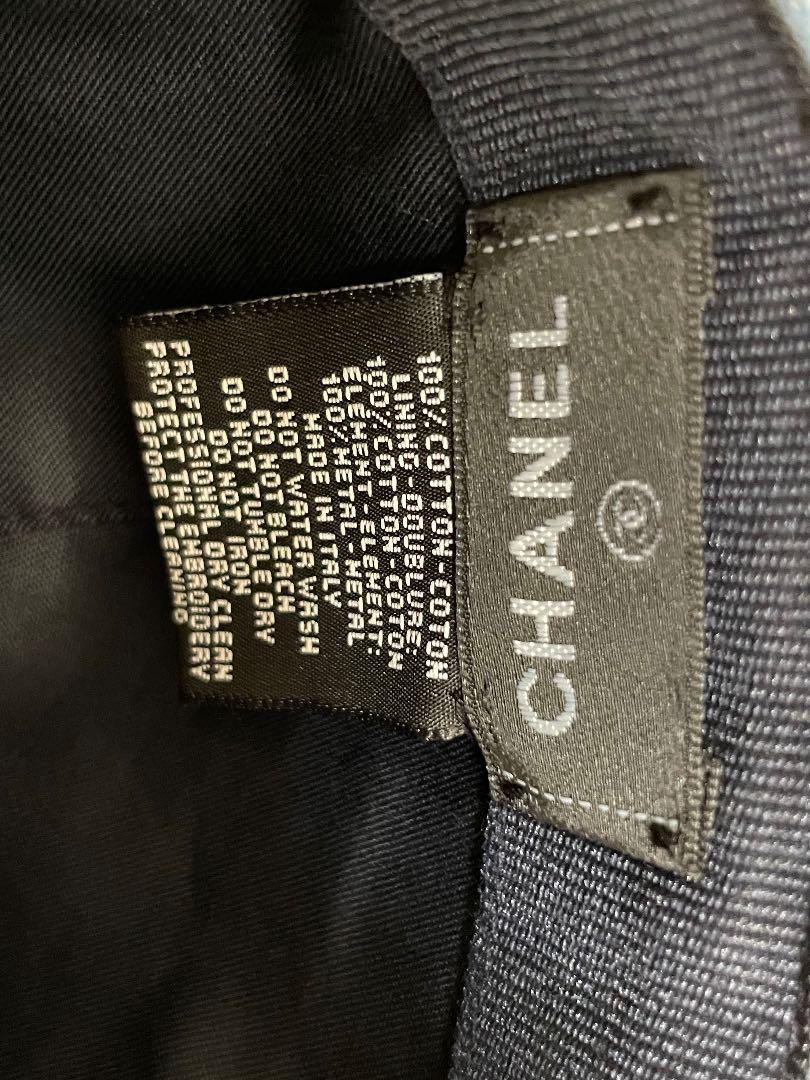 CHANEL
100% COTTON-COTON
LINING-DOUBLURE:
100% COTTON COTON
ELEMENT-ELEMENT:
100% METAL-METAL
MADE IN ITALY
DO NOT WATER WASH
DO NOT BLEACH
DO NOT TUMBLE DRY
DO NOT IRON
PROFESSIONAL DRY CLEAN
PROTECT THE EMBROIDERY
BEFORE CLEANING